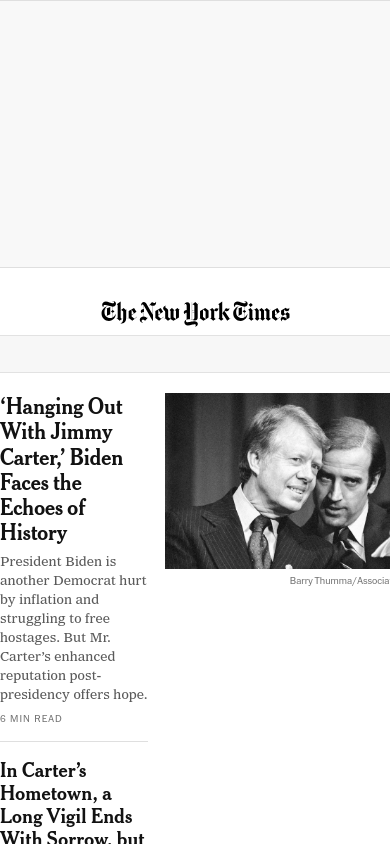 The New York Times
‘Hanging Out
With Jimmy
Carter,’ Biden
Faces the
Echoes of
History
President Biden is
another Democrat hurt
by inflation and
struggling to free
hostages. But Mr.
Carter’s enhanced
reputation post-
presidency offers hope.
6 MIN READ
Barry Thumma/Associa
In Carter’s
Hometown, a
Long Vigil Ends
With Sorrow, but